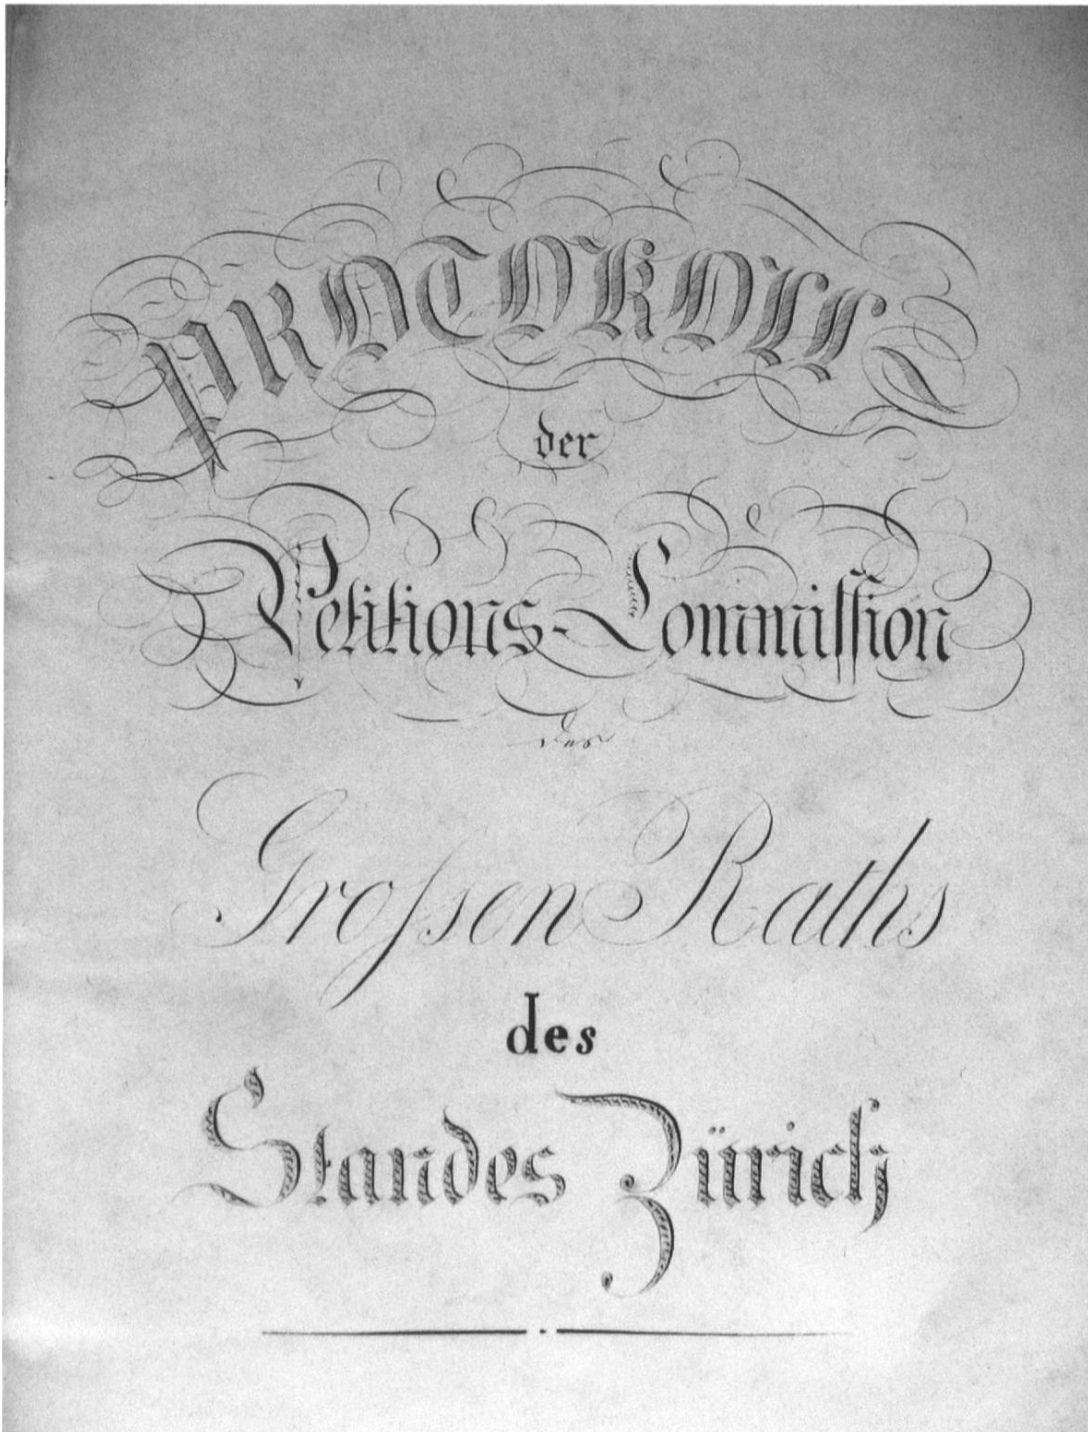 PROTOKOLL
der
Petitions-Commission
des
Grossen Raths
des
Standes Zürich